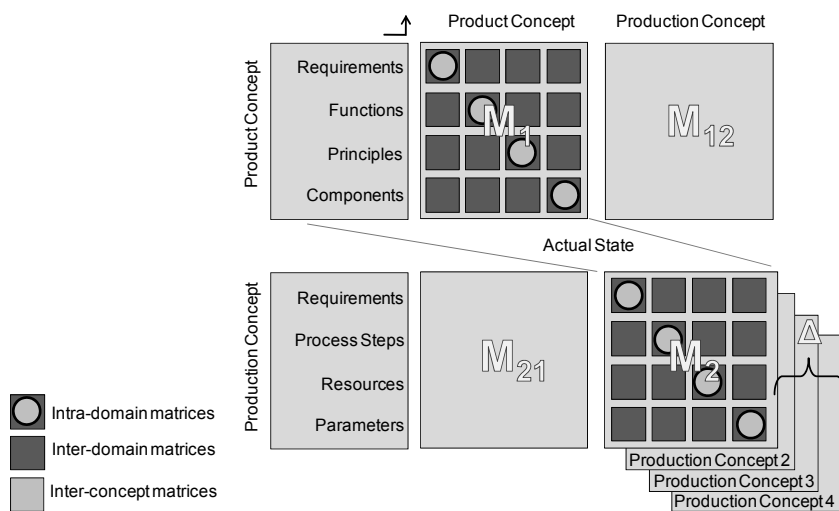 Product Concept
Production Concept
Product Concept
Requirements
Functions
Principles
Components
M1
M12
Actual State
Production Concept
Requirements
Process Steps
Resources
Parameters
M21
M2
Δ
Intra-domain matrices
Inter-domain matrices
Inter-concept matrices
Production Concept 2
Production Concept 3
Production Concept 4